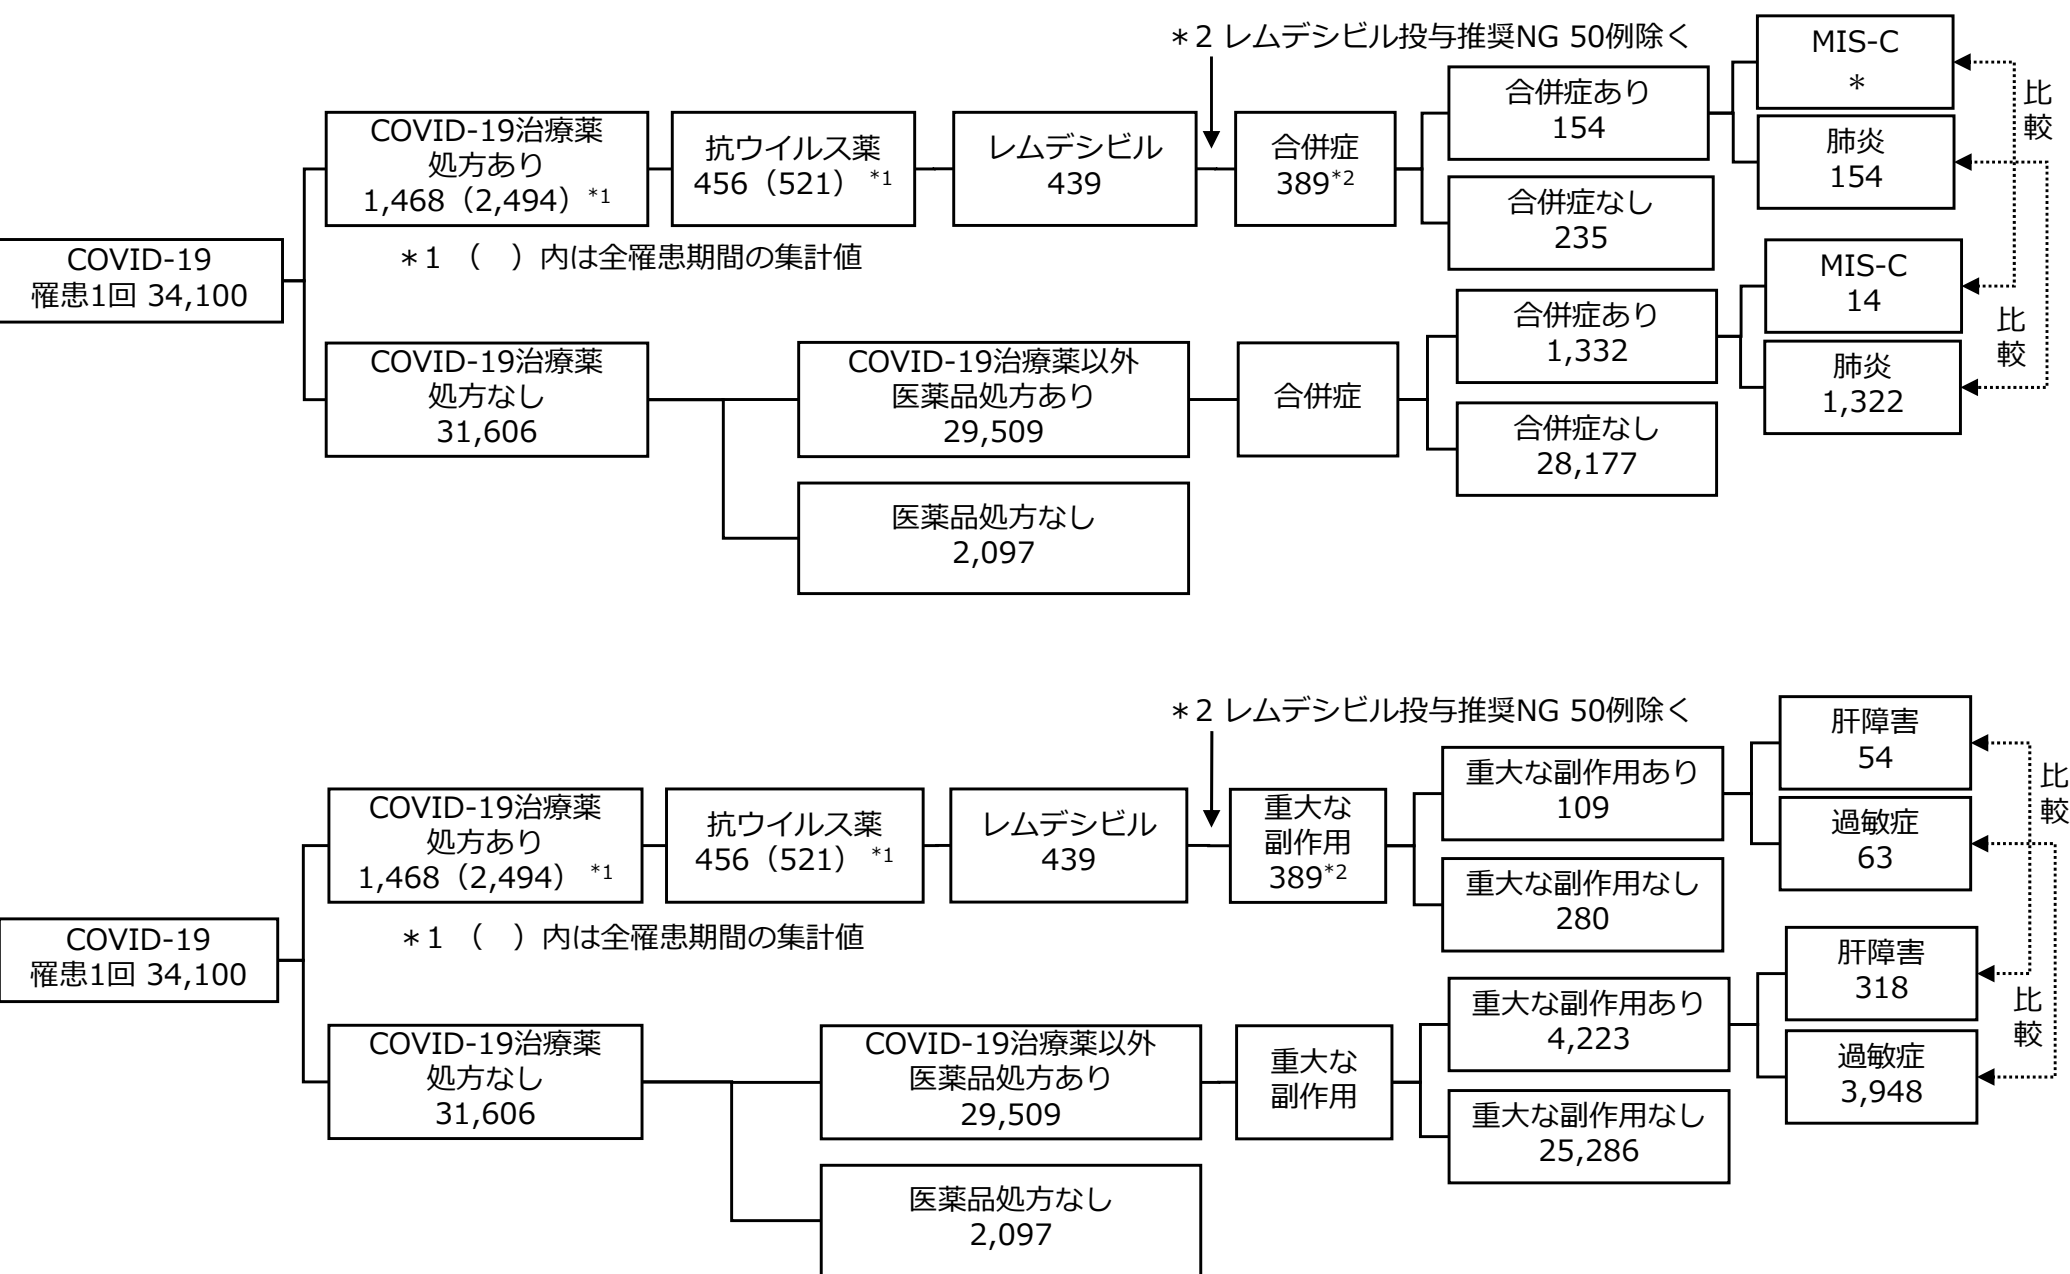 ＊2 レムデシビル投与推奨NG 50例除く
COVID-19
罹患1回 34,100
COVID-19治療薬
処方あり
1,468（2,494）*1
＊1 （　）内は全罹患期間の集計値
抗ウイルス薬
456（521）*1
レムデシビル
439
合併症
389*2
合併症あり
154
合併症なし
235
MIS-C
＊
肺炎
154
比
較
COVID-19治療薬
処方なし
31,606
COVID-19治療薬以外
医薬品処方あり
29,509
医薬品処方なし
2,097
合併症
合併症あり
1,332
合併症なし
28,177
MIS-C
14
肺炎
1,322
比
較
＊2 レムデシビル投与推奨NG 50例除く
COVID-19
罹患1回 34,100
COVID-19治療薬
処方あり
1,468（2,494）*1
＊1 （　）内は全罹患期間の集計値
抗ウイルス薬
456（521）*1
レムデシビル
439
重大な
副作用
389*2
重大な副作用あり
109
重大な副作用なし
280
肝障害
54
過敏症
63
比
較
COVID-19治療薬
処方なし
31,606
COVID-19治療薬以外
医薬品処方あり
29,509
医薬品処方なし
2,097
重大な
副作用
重大な副作用あり
4,223
重大な副作用なし
25,286
肝障害
318
過敏症
3,948
比
較